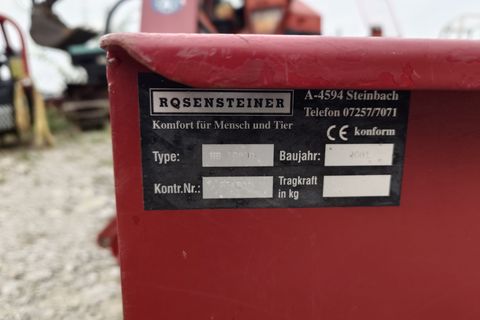 ROSENSTEINER
A-4594 Steinbach
Telefon 07257/7071
Komfort für Mensch und Tier
CE konform
Type:
Baujahr:
Kontr.Nr.:
Tragkraft
in kg